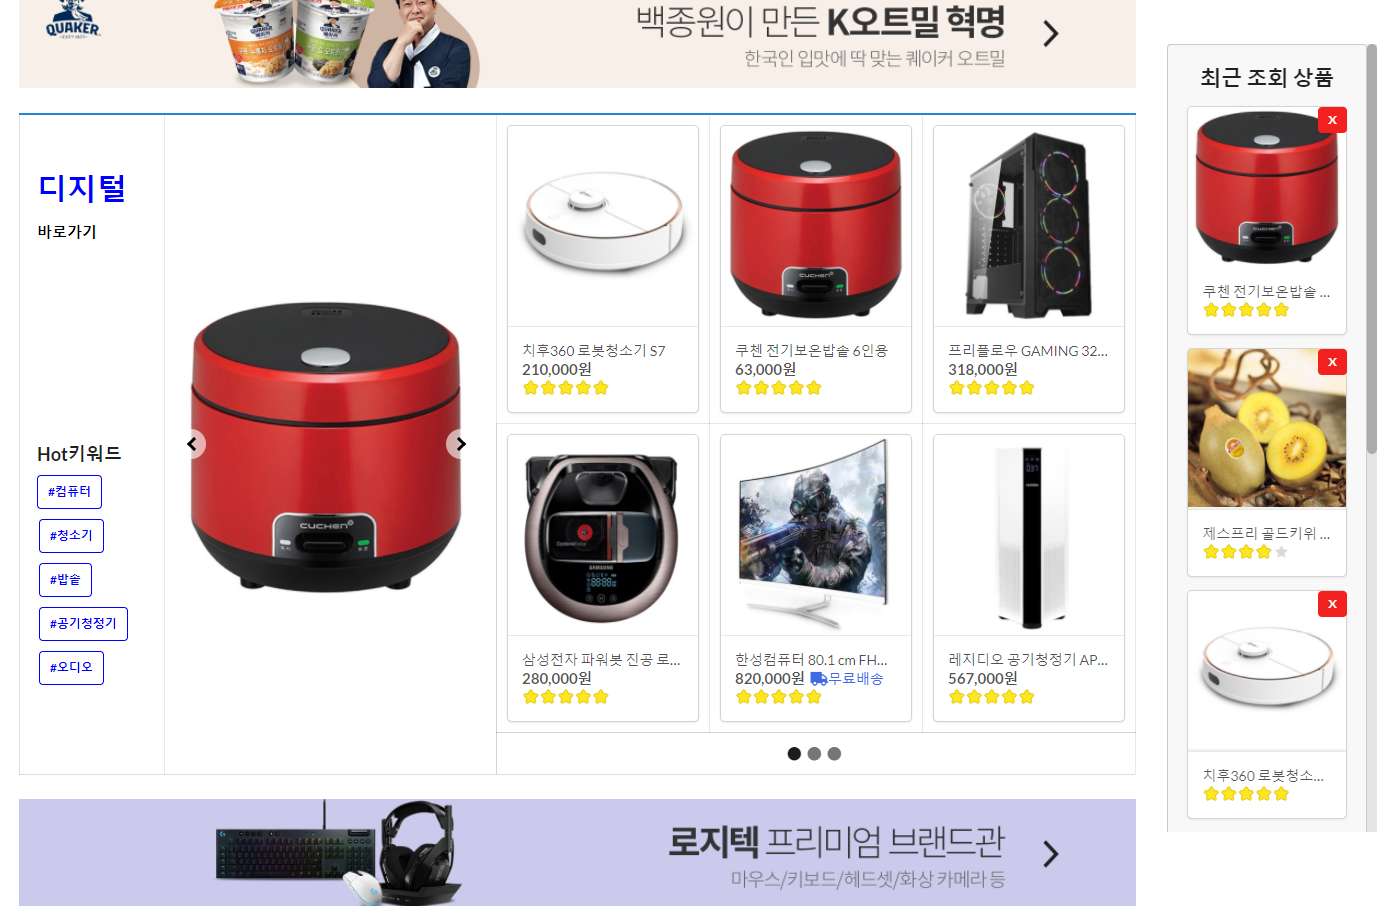 QUAKER
QUAKER
QUAKER
백종원이 만든 K오트밀 혁명
한국인 입맛에 딱 맞는 퀘이커 오트밀
디지털
바로가기
Hot키워드
#컴퓨터
#청소기
#밥솥
#공기청정기
#오디오
CUCHEN
치후360 로봇청소기 S7
210,000원
CUCHEN
쿠첸 전기보온밥솥 6인용
63,000원
프리플로우 GAMING 32...
318,000원
SAMSUNG
삼성전자 파워봇 진공 로...
280,000원
한성컴퓨터 80.1 cm FH...
820,000원 무료배송
레지디오 공기청정기 AP...
567,000원
로지텍 프리미엄 브랜드관
마우스/키보드/헤드셋/화상 카메라 등
최근 조회 상품
X
CUCHEN
쿠첸 전기보온밥솥 ...
X
제스프리 골드키위 ...
X
치후360 로봇청소...